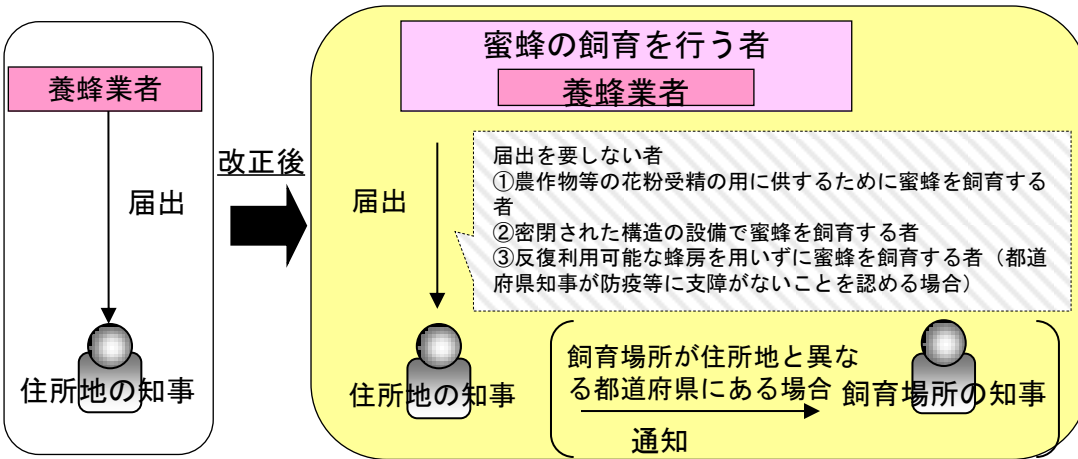 養蜂業者
届出
住所地の知事
改正後
蜜蜂の飼育を行う者
養蜂業者
届出
届出を要しない者
①農作物等の花粉受精の用に供するために蜜蜂を飼育する
者
②密閉された構造の設備で蜜蜂を飼育する者
③反復利用可能な蜂房を用いずに蜜蜂を飼育する者（都道
府県知事が防疫等に支障がないことを認める場合）
住所地の知事
飼育場所が住所地と異な
る都道府県にある場合
通知
飼育場所の知事